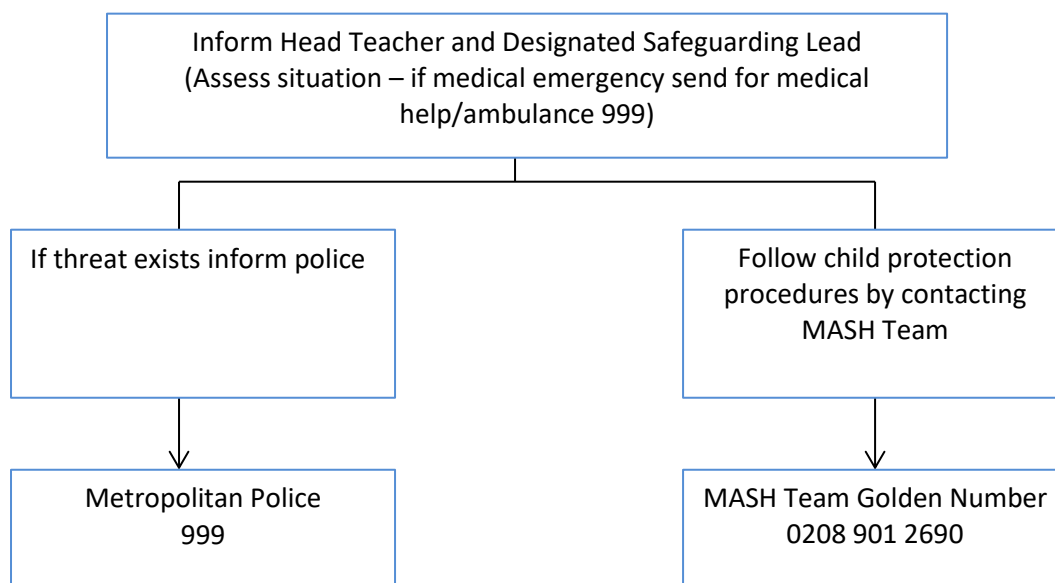 Inform Head Teacher and Designated Safeguarding Lead
(Assess situation – if medical emergency send for medical
help/ambulance 999)
If threat exists inform police
Follow child protection
procedures by contacting
MASH Team
Metropolitan Police
999
MASH Team Golden Number
0208 901 2690